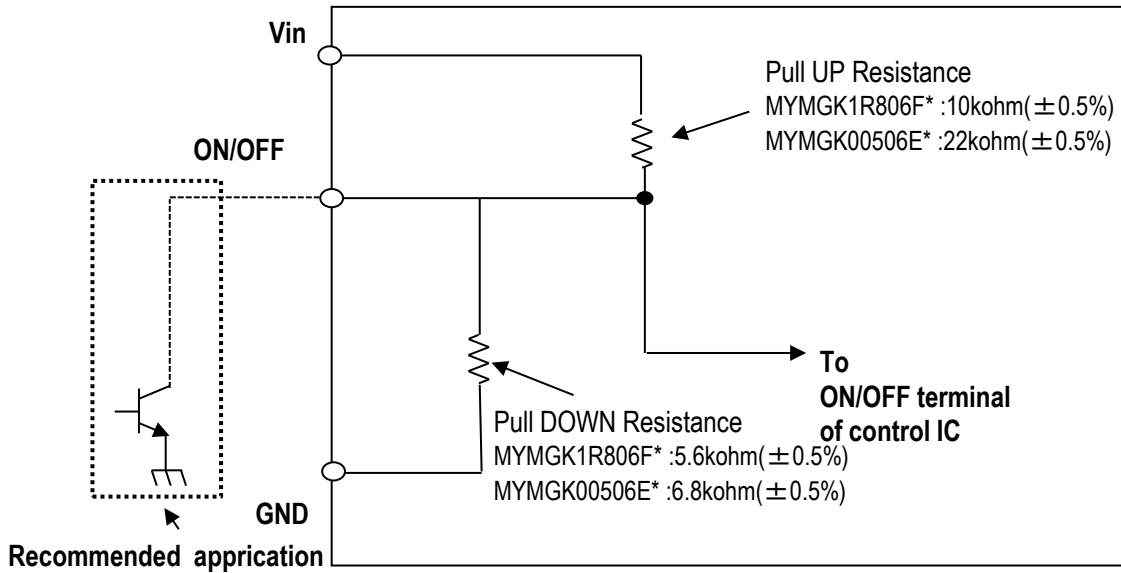 Vin
Pull UP Resistance
MYMGK1R806F* :10kohm(±0.5%)
MYMGK00506E* :22kohm(±0.5%)
ON/OFF
To
ON/OFF terminal
of control IC
Pull DOWN Resistance
MYMGK1R806F* :5.6kohm(±0.5%)
MYMGK00506E* :6.8kohm(±0.5%)
GND
Recommended apprication